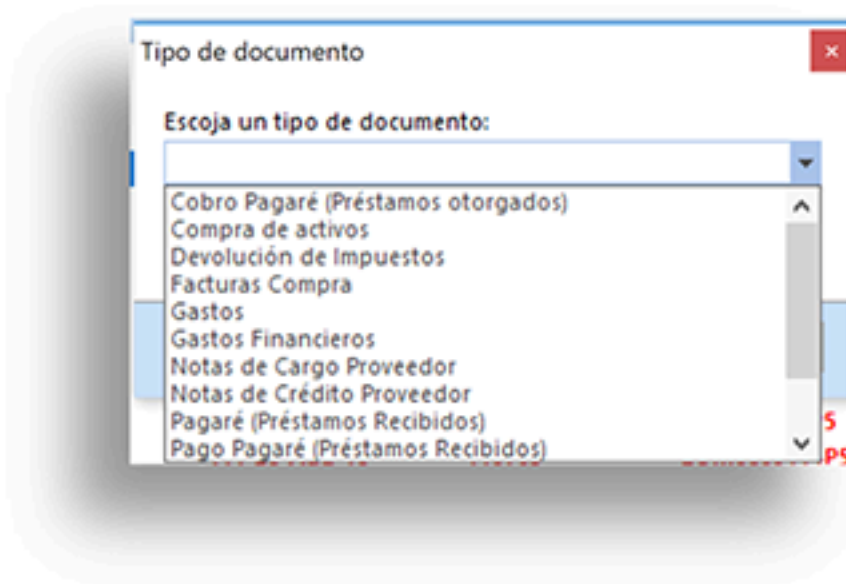 Tipo de documento
Escoja un tipo de documento:
Cobro Pagaré (Préstamos otorgados)
Compra de activos
Devolución de Impuestos
Facturas Compra
Gastos
Gastos Financieros
Notas de Cargo Proveedor
Notas de Crédito Proveedor
Pagaré (Préstamos Recibidos)
Pago Pagaré (Préstamos Recibidos)